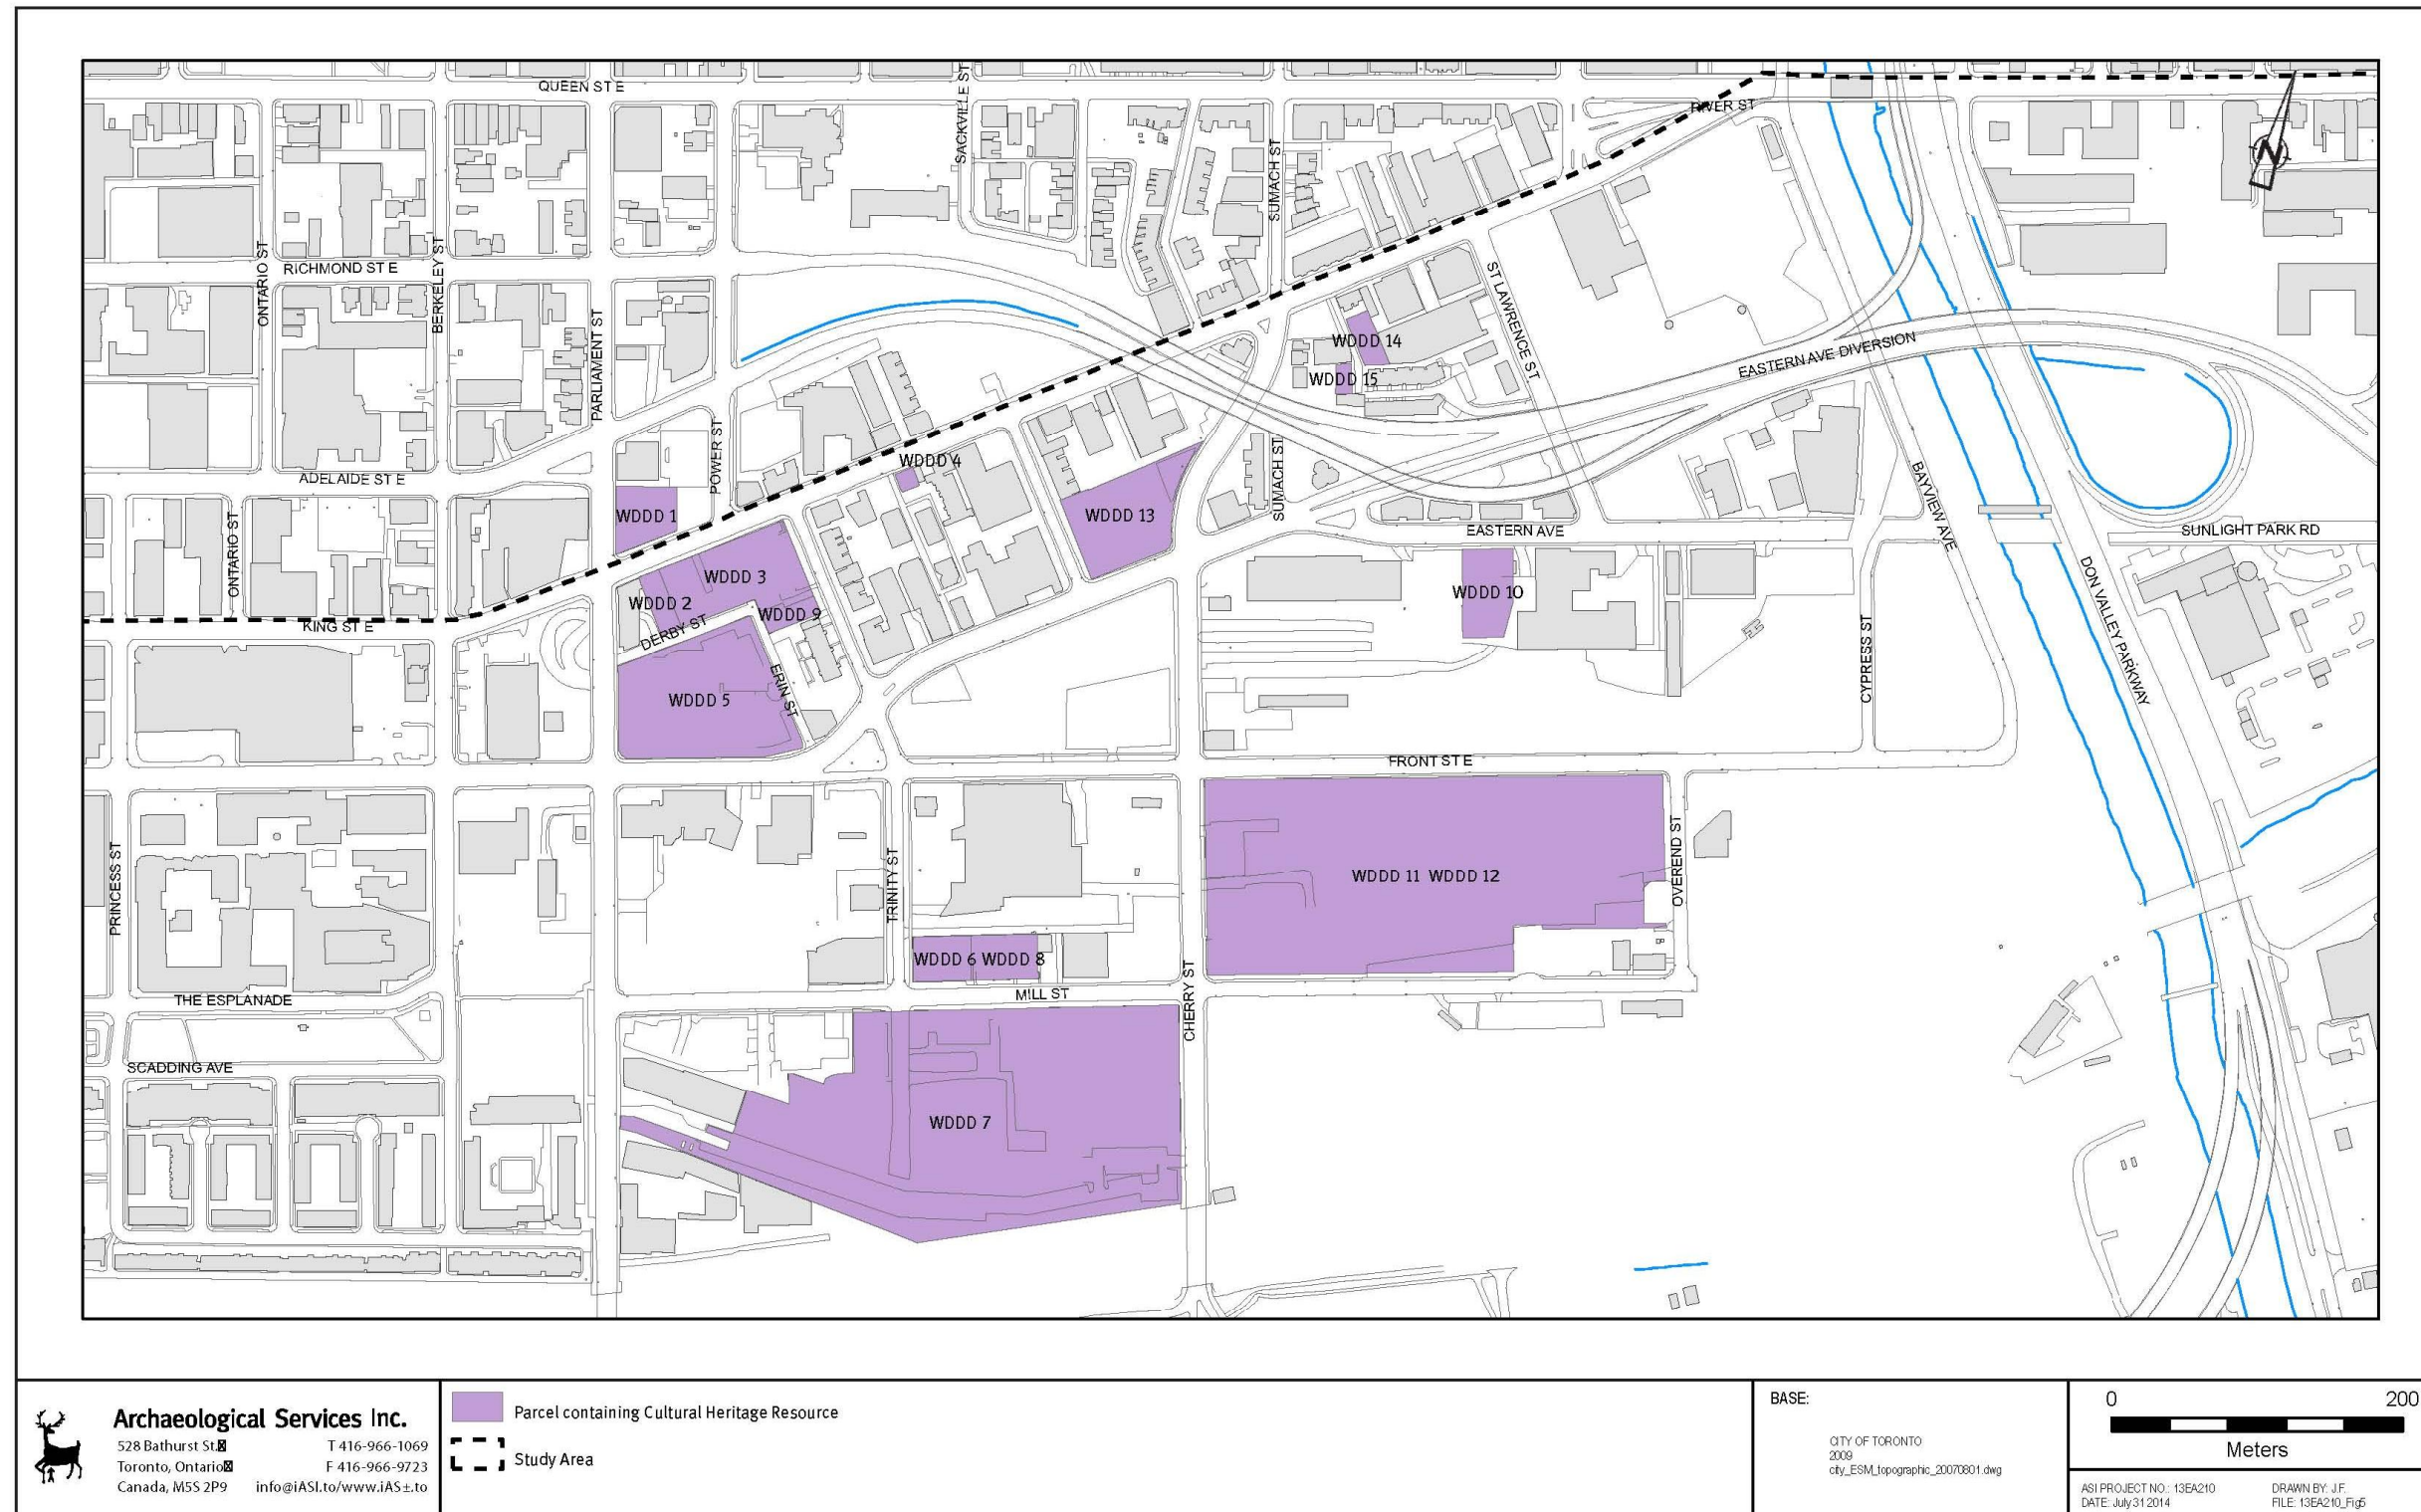 QUEEN ST E
SACKVILLE ST
RIVER ST
SUMACH ST
N
ONTARIO ST
RICHMOND ST E
BERKELEY ST
PARLIAMENT ST
ST LAWRENCE ST
WDDD 14
EASTERN AVE DIVERSION
WDDD 15
POWER ST
WDDD 4
ADELAIDE ST E
SUMACH ST
BAYVIEW AVE
WDDD 1
WDDD 13
EASTERN AVE
SUNLIGHT PARK RD
ONTARIO ST
WDDD 3
WDDD 2
WDDD 9
WDDD 10
DON VALLEY PARKWAY
KING ST E
DERBY ST
CYPRESS ST
ERIN ST
WDDD 5
FRONT ST E
PRINCESS ST
TRINITY ST
WDDD 11 WDDD 12
OVEREND ST
WDDD 6 WDDD 8
THE ESPLANADE
MILL ST
CHERRY ST
SCADDING AVE
WDDD 7
Archaeological Services Inc.
528 Bathurst St. T 416-966-1069
Toronto, Ontario F 416-966-9723
Canada, M5S 2P9 info@iASI.to/www.iAS±.to
Parcel containing Cultural Heritage Resource
Study Area
BASE:
CITY OF TORONTO
2009
city_ESM_topographic_20070801.dwg
0 200
Meters
ASI PROJECT NO.: 13EA210 DRAWN BY: J.F.
DATE: July 31 2014 FILE: 13EA210_Fig5